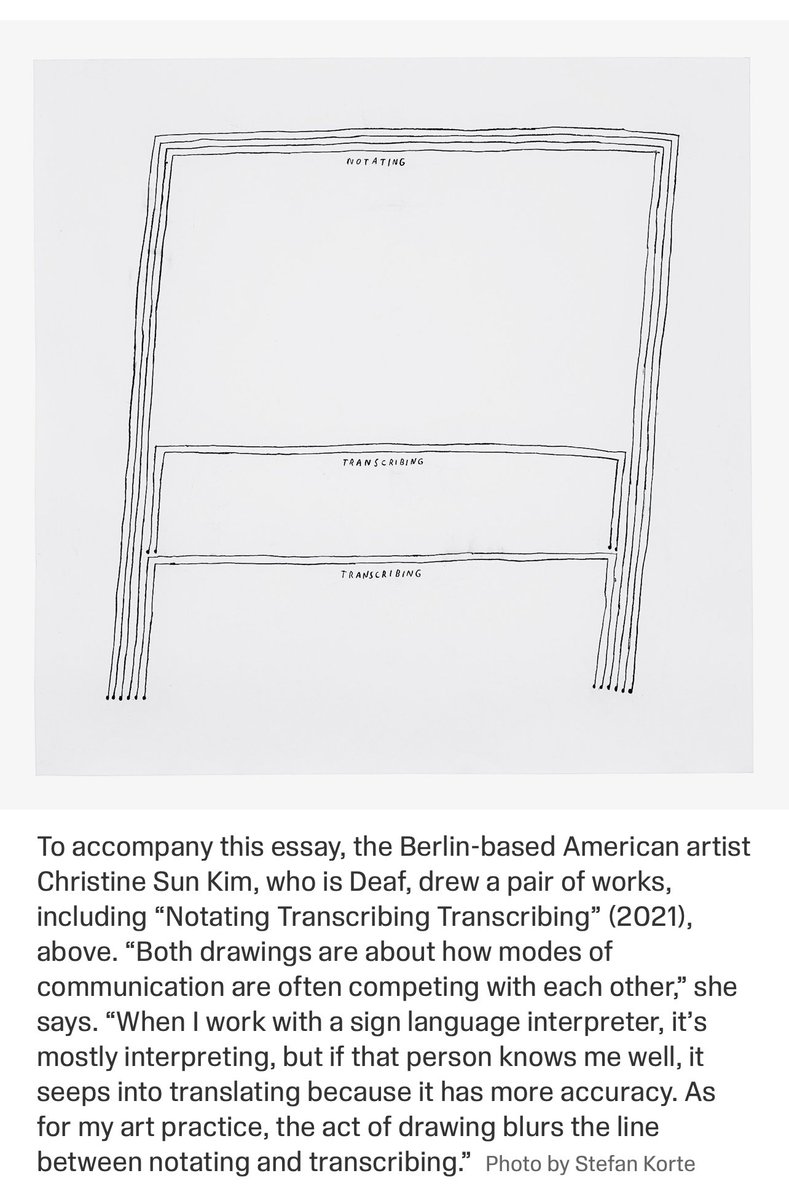 NOTATING
TRANSCRIBING
TRANSCRIBING
To accompany this essay, the Berlin-based American artist
Christine Sun Kim, who is Deaf, drew a pair of works,
including “Notating Transcribing Transcribing” (2021),
above. “Both drawings are about how modes of
communication are often competing with each other,” she
says. “When I work with a sign language interpreter, it’s
mostly interpreting, but if that person knows me well, it
seeps into translating because it has more accuracy. As
for my art practice, the act of drawing blurs the line
between notating and transcribing.” Photo by Stefan Korte